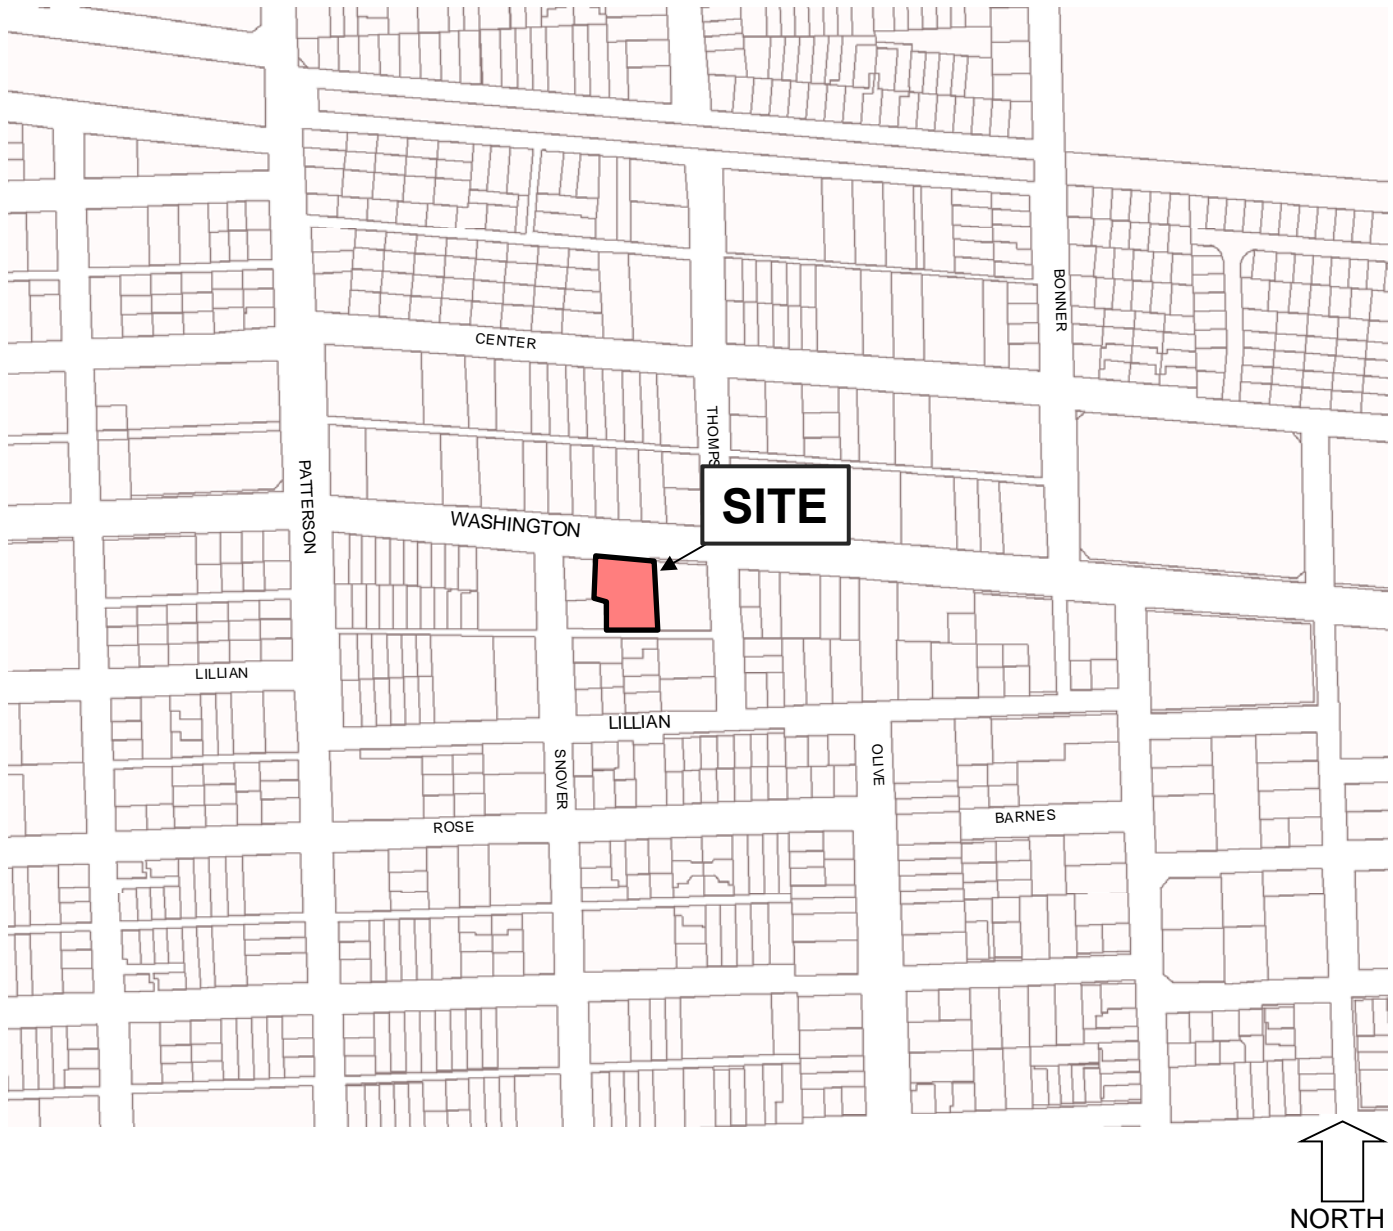 BONNER
CENTER
THOMPS
PATTERSON
SITE
WASHINGTON
LILLIAN
LILLIAN
SNOVER
OLIVE
BARNES
ROSE
NORTH